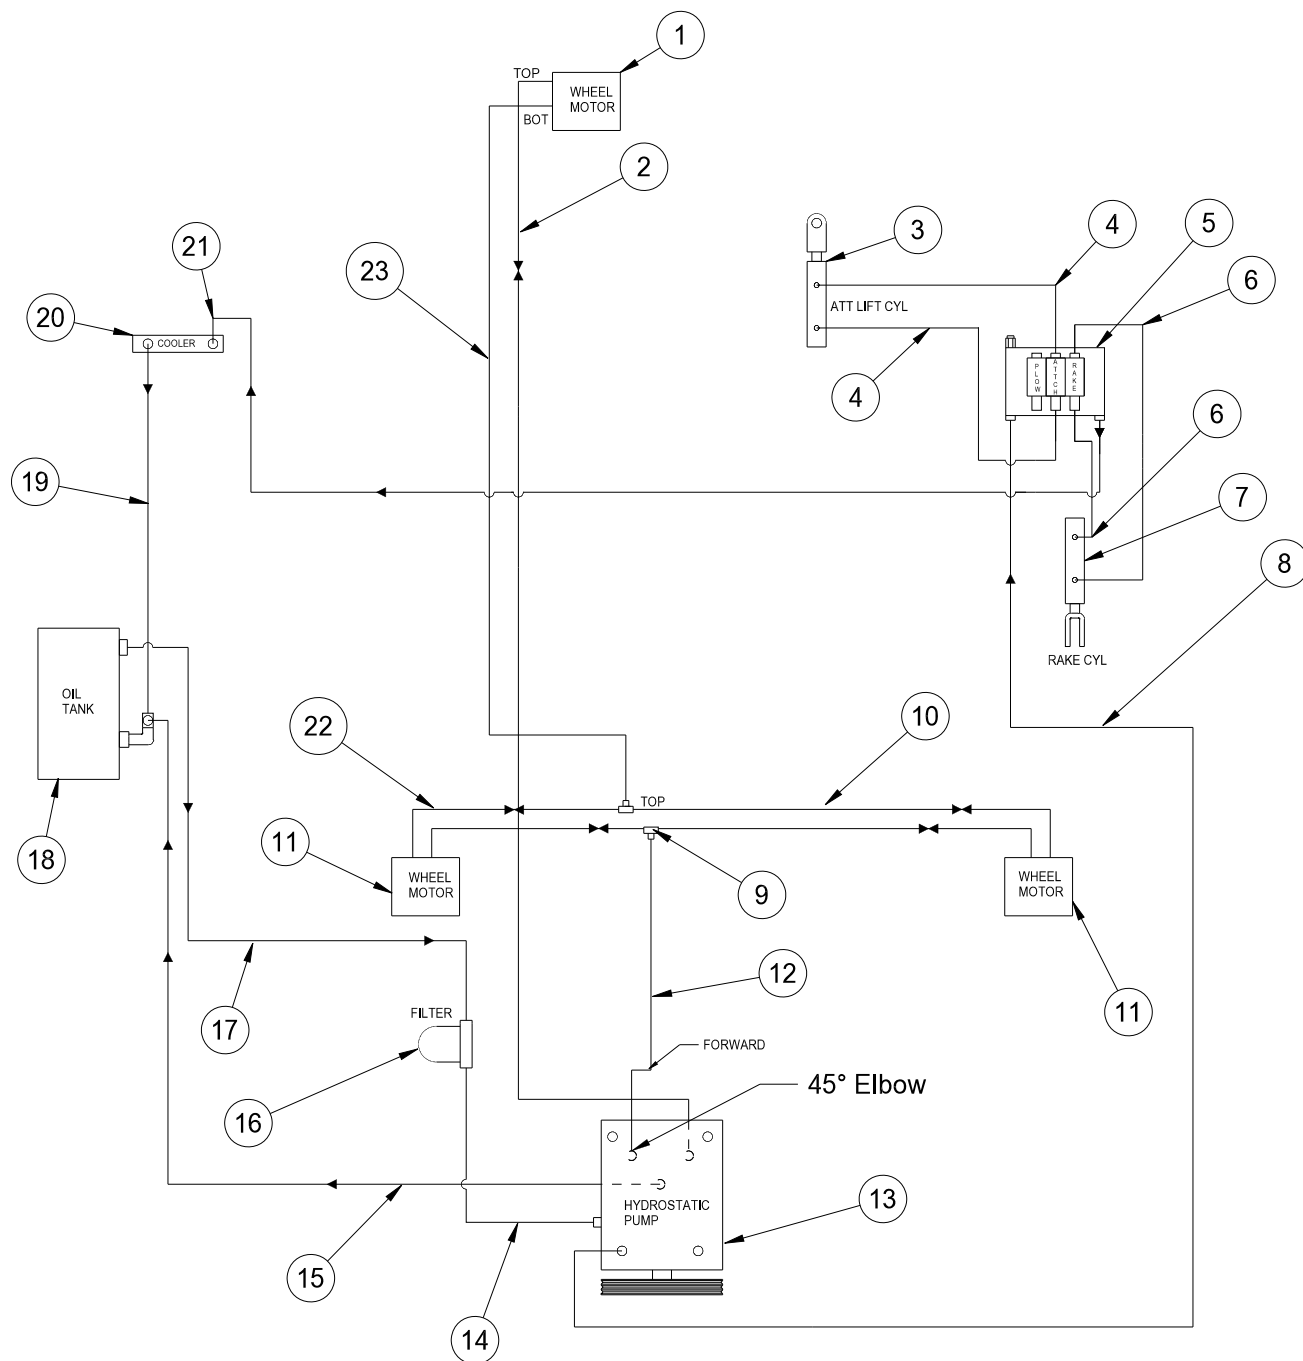 1
TOP
WHEEL
MOTOR
BOT
2
3
4
5
21
23
6
20
COOLER
ATT LIFT CYL
4
PLOW
ATTCH
RAKE
6
19
7
8
RAKE CYL
OIL
TANK
22
10
TOP
18
11
WHEEL
MOTOR
9
WHEEL
MOTOR
12
11
17
FILTER
FORWARD
16
45° Elbow
13
HYDROSTATIC
PUMP
15
14